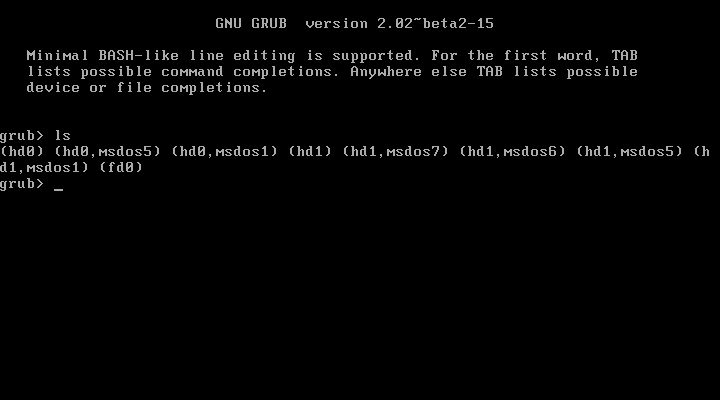 GNU GRUB  version 2.02~beta2-15
Minimal BASH-like line editing is supported. For the first word, TAB
lists possible command completions. Anywhere else TAB lists possible
device or file completions.
grub> ls
(hd0) (hd0,msdos5) (hd0,msdos1) (hd1) (hd1,msdos7) (hd1,msdos6) (hd1,msdos5) (h
d1,msdos1) (fd0)
grub> _